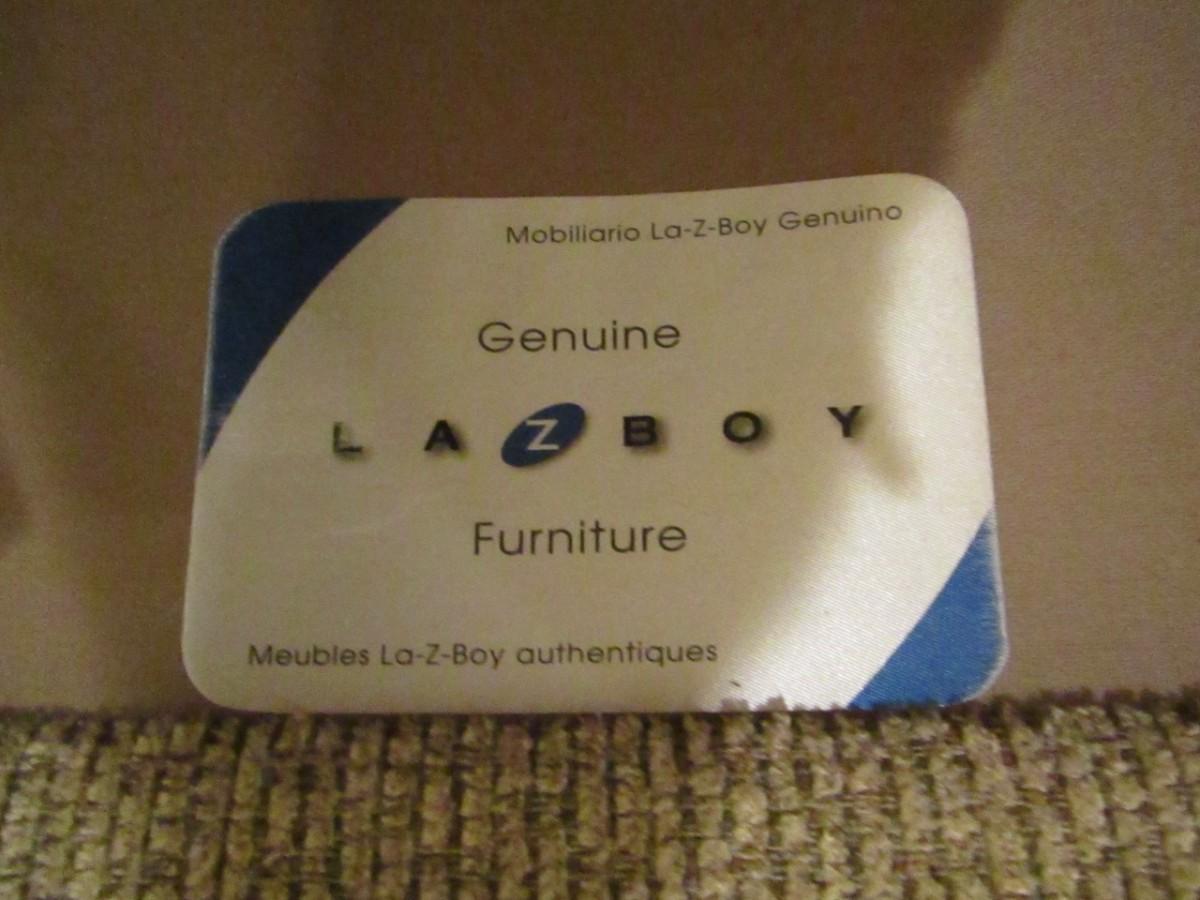 Mobiliario La-Z-Boy Genuino
Genuine
LAZBOY
Furniture
Meubles La-Z-Boy authentiques